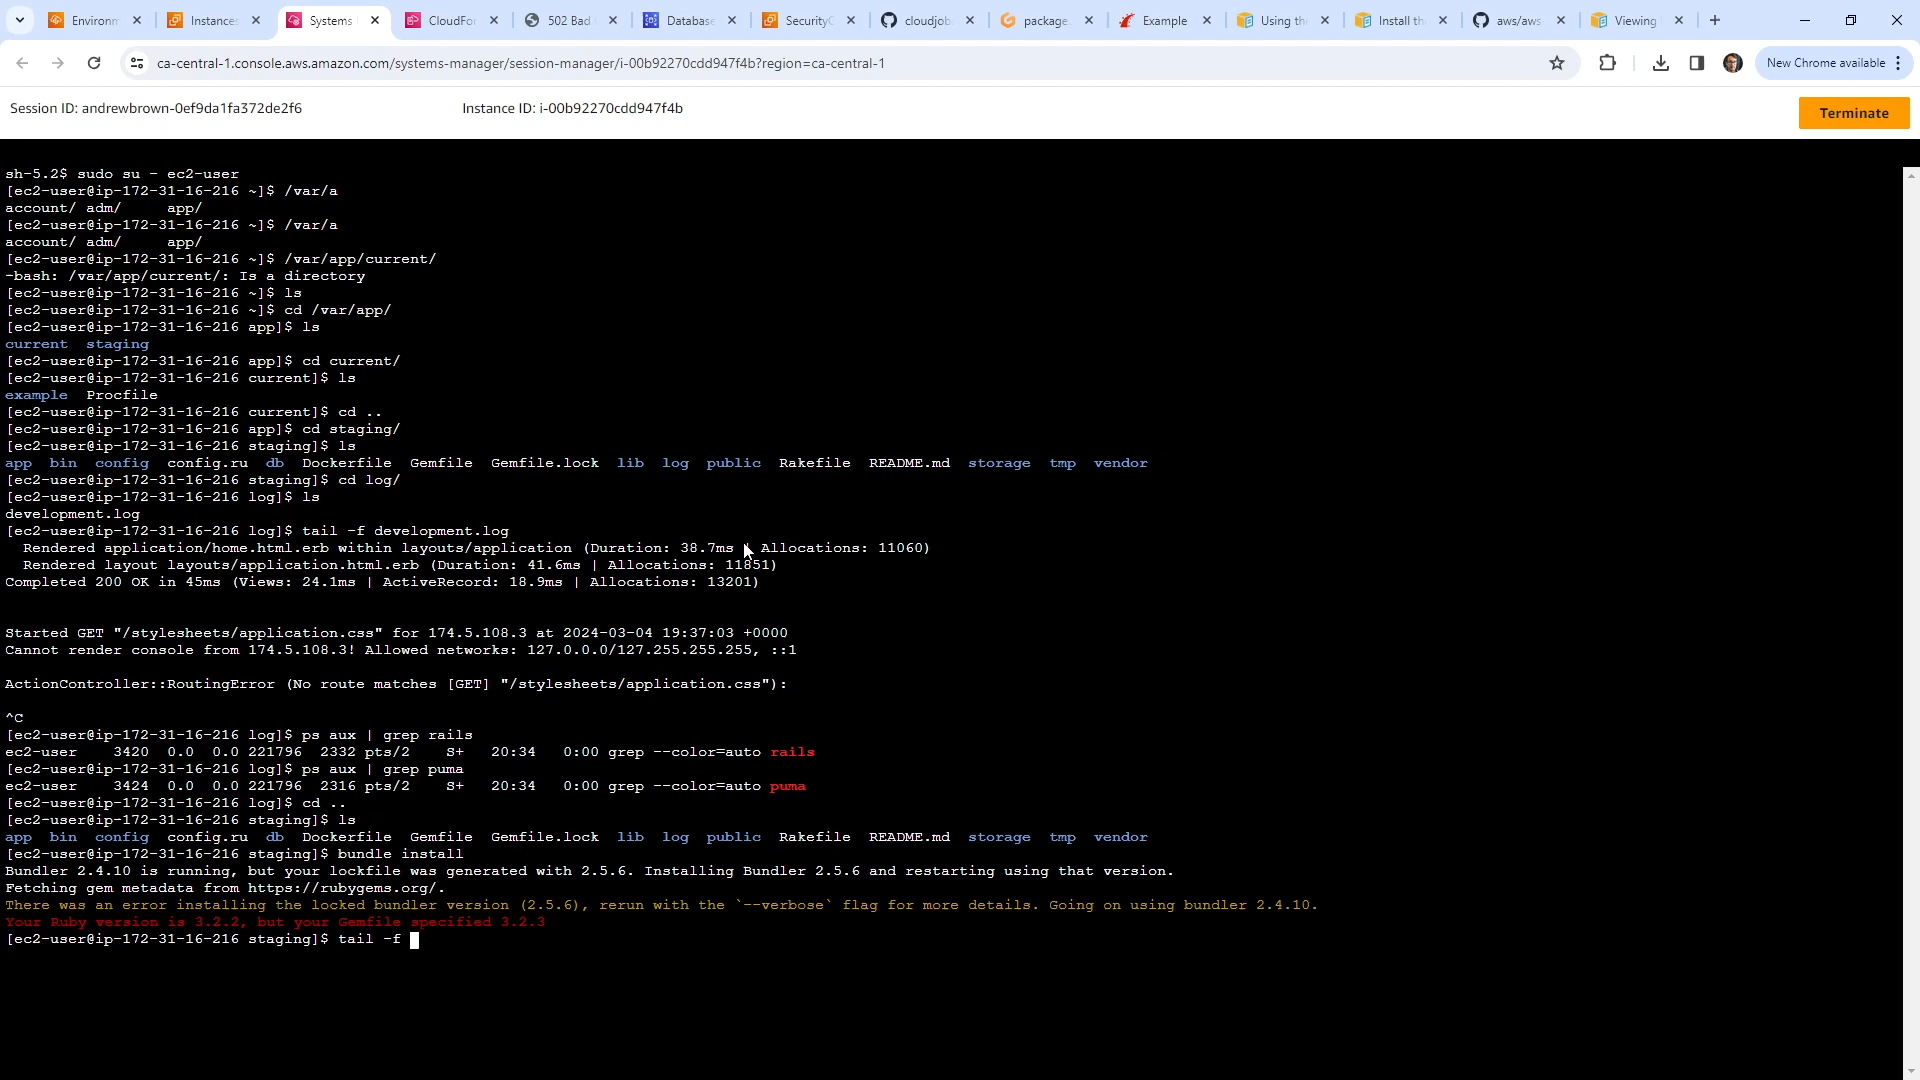 Environm
Instances
Systems
CloudFor
502 Bad
Database
SecurityG
cloudjob
package
Example
Using th
Install th
aws/aws
Viewing
ca-central-1.console.aws.amazon.com/systems-manager/session-manager/i-00b92270cdd947f4b?region=ca-central-1
New Chrome available
Session ID: andrewbrown-0ef9da1fa372de2f6
Instance ID: i-00b92270cdd947f4b
Terminate
sh-5.2$ sudo su - ec2-user
[ec2-user@ip-172-31-16-216 ~]$ /var/a
account/ adm/     app/
[ec2-user@ip-172-31-16-216 ~]$ /var/a
account/ adm/     app/
[ec2-user@ip-172-31-16-216 ~]$ /var/app/current/
-bash: /var/app/current/: Is a directory
[ec2-user@ip-172-31-16-216 ~]$ ls
[ec2-user@ip-172-31-16-216 ~]$ cd /var/app/
[ec2-user@ip-172-31-16-216 app]$ ls
current  staging
[ec2-user@ip-172-31-16-216 app]$ cd current/
[ec2-user@ip-172-31-16-216 current]$ ls
example  Procfile
[ec2-user@ip-172-31-16-216 current]$ cd ..
[ec2-user@ip-172-31-16-216 app]$ cd staging/
[ec2-user@ip-172-31-16-216 staging]$ ls
app  bin  config  config.ru  db  Dockerfile  Gemfile  Gemfile.lock  lib  log  public  Rakefile  README.md  storage  tmp  vendor
[ec2-user@ip-172-31-16-216 staging]$ cd log/
[ec2-user@ip-172-31-16-216 log]$ ls
development.log
[ec2-user@ip-172-31-16-216 log]$ tail -f development.log
  Rendered application/home.html.erb within layouts/application (Duration: 38.7ms | Allocations: 11060)
  Rendered layout layouts/application.html.erb (Duration: 41.6ms | Allocations: 11851)
Completed 200 OK in 45ms (Views: 24.1ms | ActiveRecord: 18.9ms | Allocations: 13201)
Started GET "/stylesheets/application.css" for 174.5.108.3 at 2024-03-04 19:37:03 +0000
Cannot render console from 174.5.108.3! Allowed networks: 127.0.0.0/127.255.255.255, ::1
ActionController::RoutingError (No route matches [GET] "/stylesheets/application.css"):
^C
[ec2-user@ip-172-31-16-216 log]$ ps aux | grep rails
ec2-user    3420  0.0  0.0 221796  2332 pts/2    S+   20:34   0:00 grep --color=auto rails
[ec2-user@ip-172-31-16-216 log]$ ps aux | grep puma
ec2-user    3424  0.0  0.0 221796  2316 pts/2    S+   20:34   0:00 grep --color=auto puma
[ec2-user@ip-172-31-16-216 log]$ cd ..
[ec2-user@ip-172-31-16-216 staging]$ ls
app  bin  config  config.ru  db  Dockerfile  Gemfile  Gemfile.lock  lib  log  public  Rakefile  README.md  storage  tmp  vendor
[ec2-user@ip-172-31-16-216 staging]$ bundle install
Bundler 2.4.10 is running, but your lockfile was generated with 2.5.6. Installing Bundler 2.5.6 and restarting using that version.
Fetching gem metadata from https://rubygems.org/.
There was an error installing the locked bundler version (2.5.6), rerun with the `--verbose` flag for more details. Going on using bundler 2.4.10.
Your Ruby version is 3.2.2, but your Gemfile specified 3.2.3
[ec2-user@ip-172-31-16-216 staging]$ tail -f